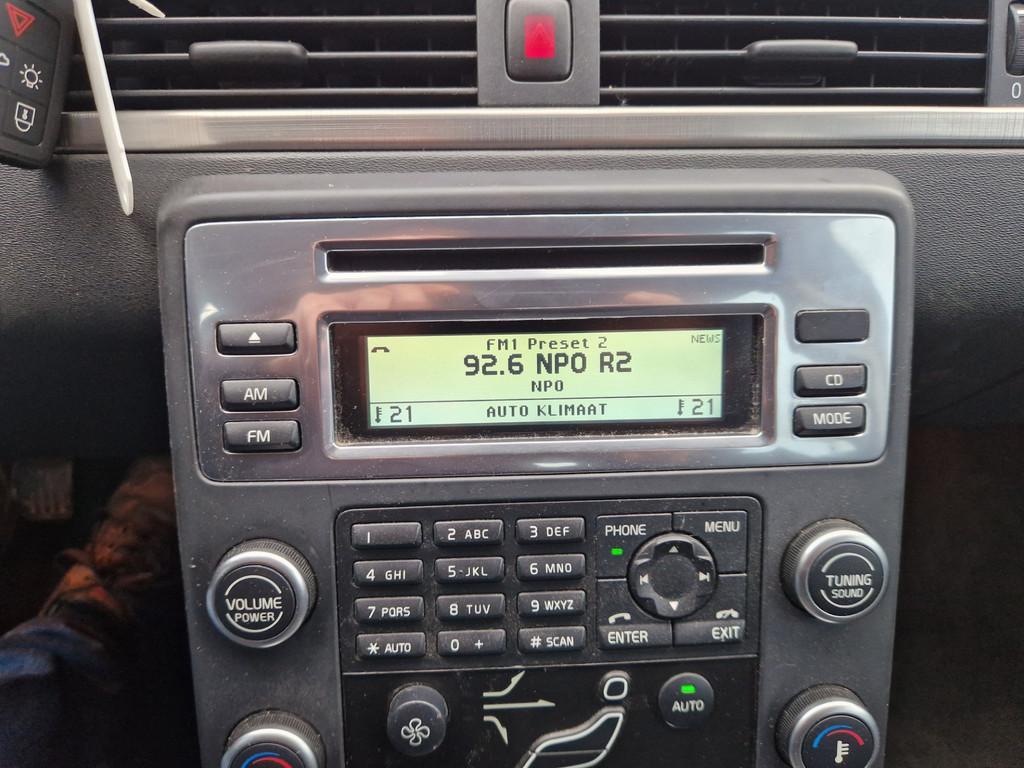 0
FM1 Preset 2
NEWS
92.6 NPO R2
NPO
21 AUTO KLIMAAT 21
AM
FM
CD
MODE
1
2 ABC
3 DEF
4 GHI
5 JKL
6 MNO
7 PQRS
8 TUV
9 WXYZ
* AUTO
0 +
# SCAN
PHONE
MENU
ENTER
EXIT
VOLUME
POWER
TUNING
SOUND
AUTO